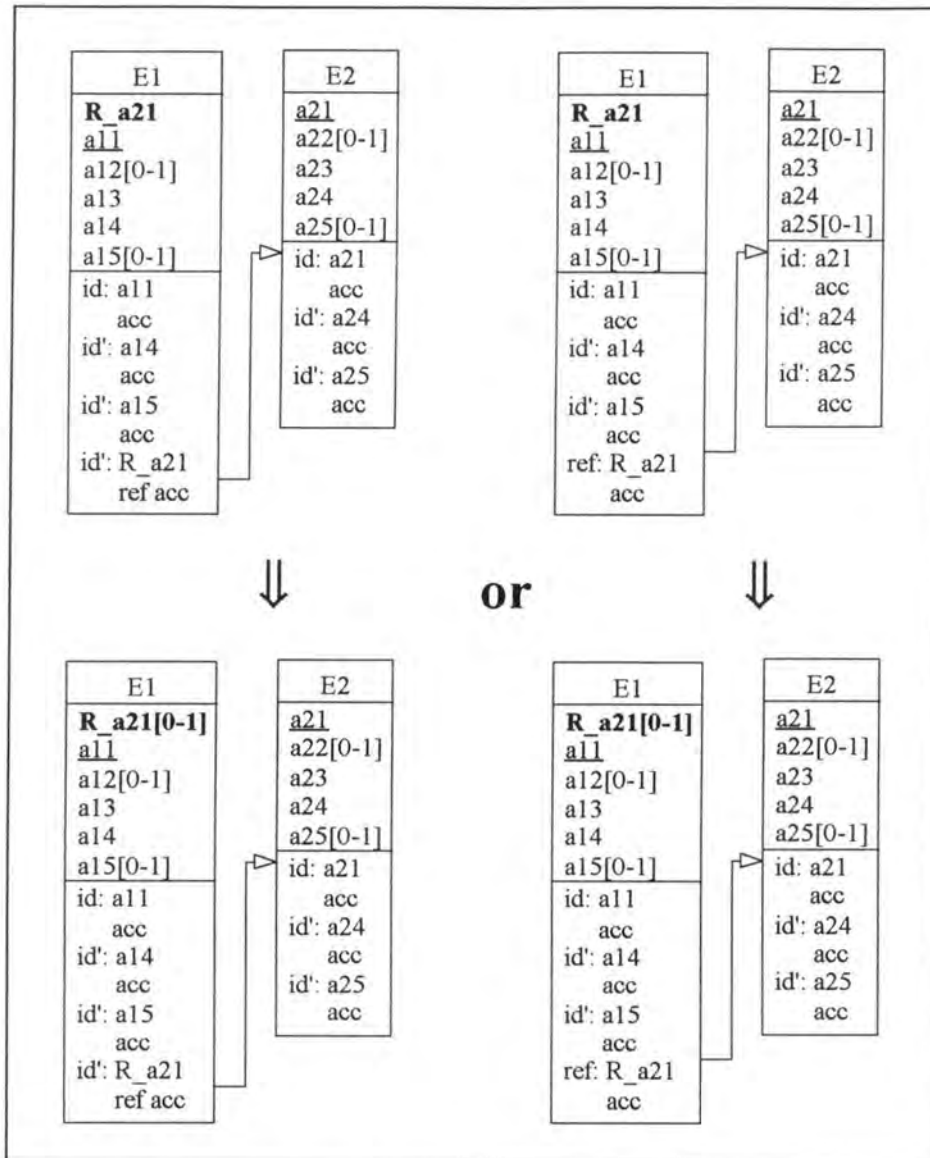 E1
R_a21
a11
a12[0-1]
a13
a14
a15[0-1]
id: a11
acc
id': a14
acc
id': a15
acc
id': R_a21
ref acc
E2
a21
a22[0-1]
a23
a24
a25[0-1]
id: a21
acc
id': a24
acc
id': a25
acc
E1
R_a21
a11
a12[0-1]
a13
a14
a15[0-1]
id: a11
acc
id': a14
acc
id': a15
acc
ref: R_a21
acc
E2
a21
a22[0-1]
a23
a24
a25[0-1]
id: a21
acc
id': a24
acc
id': a25
acc
⇓ or ⇓
E1
R_a21[0-1]
a11
a12[0-1]
a13
a14
a15[0-1]
id: a11
acc
id': a14
acc
id': a15
acc
id': R_a21
ref acc
E2
a21
a22[0-1]
a23
a24
a25[0-1]
id: a21
acc
id': a24
acc
id': a25
acc
E1
R_a21[0-1]
a11
a12[0-1]
a13
a14
a15[0-1]
id: a11
acc
id': a14
acc
id': a15
acc
ref: R_a21
acc
E2
a21
a22[0-1]
a23
a24
a25[0-1]
id: a21
acc
id': a24
acc
id': a25
acc